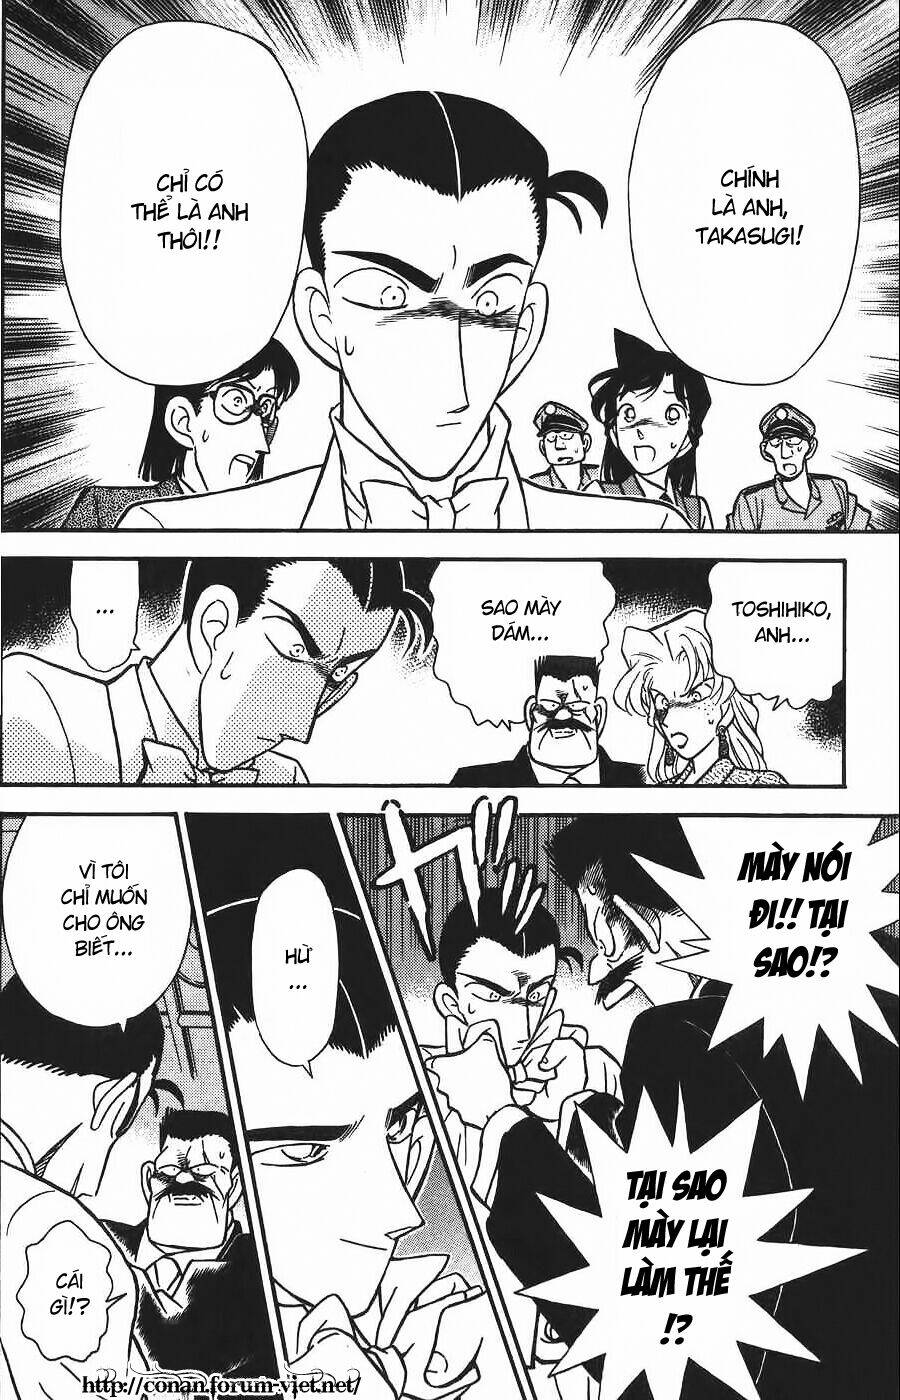 CHÍNH
LÀ ANH,
TAKASUGI!
CHỈ CÓ
THỂ LÀ ANH
THÔI!!
TOSHIHIKO,
ANH...
SAO MÀY
DÁM...
...
MÀY NÓI
ĐI!! TẠI
SAO!?
TẠI SAO
MÀY LẠI
LÀM THẾ
!?
HỪ
...
VÌ TÔI
CHỈ MUỐN
CHO ÔNG
BIẾT...
CÁI
GÌ!?
http://conan.forum-viet.net/